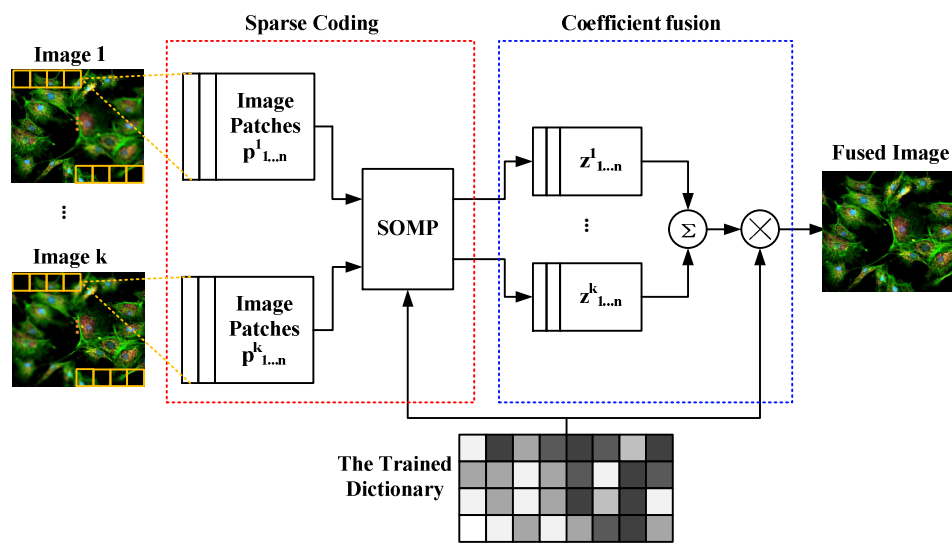 Sparse Coding
Coefficient fusion
Image 1
Image
Patches
p¹₁...ₙ
...
Image k
Image
Patches
pᵏ₁...ₙ
SOMP
z¹₁...ₙ
...
zᵏ₁...ₙ
Σ
Fused Image
The Trained
Dictionary